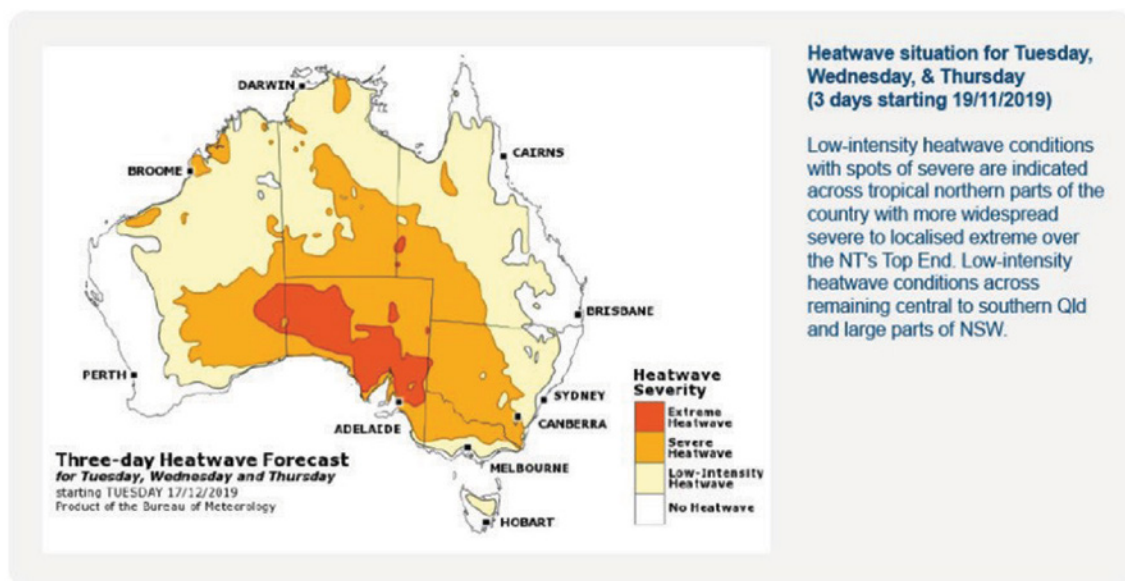 Heatwave situation for Tuesday,
Wednesday, & Thursday
(3 days starting 19/11/2019)
Low-intensity heatwave conditions
with spots of severe are indicated
across tropical northern parts of the
country with more widespread
severe to localised extreme over
the NT's Top End. Low-intensity
heatwave conditions across
remaining central to southern Qld
and large parts of NSW.
DARWIN
CAIRNS
BROOME
BRISBANE
PERTH
SYDNEY
CANBERRA
ADELAIDE
MELBOURNE
HOBART
Heatwave
Severity
Extreme
Heatwave
Severe
Heatwave
Low-Intensity
Heatwave
No Heatwave
Three-day Heatwave Forecast
for Tuesday, Wednesday and Thursday
starting TUESDAY 17/12/2019
Product of the Bureau of Meteorology